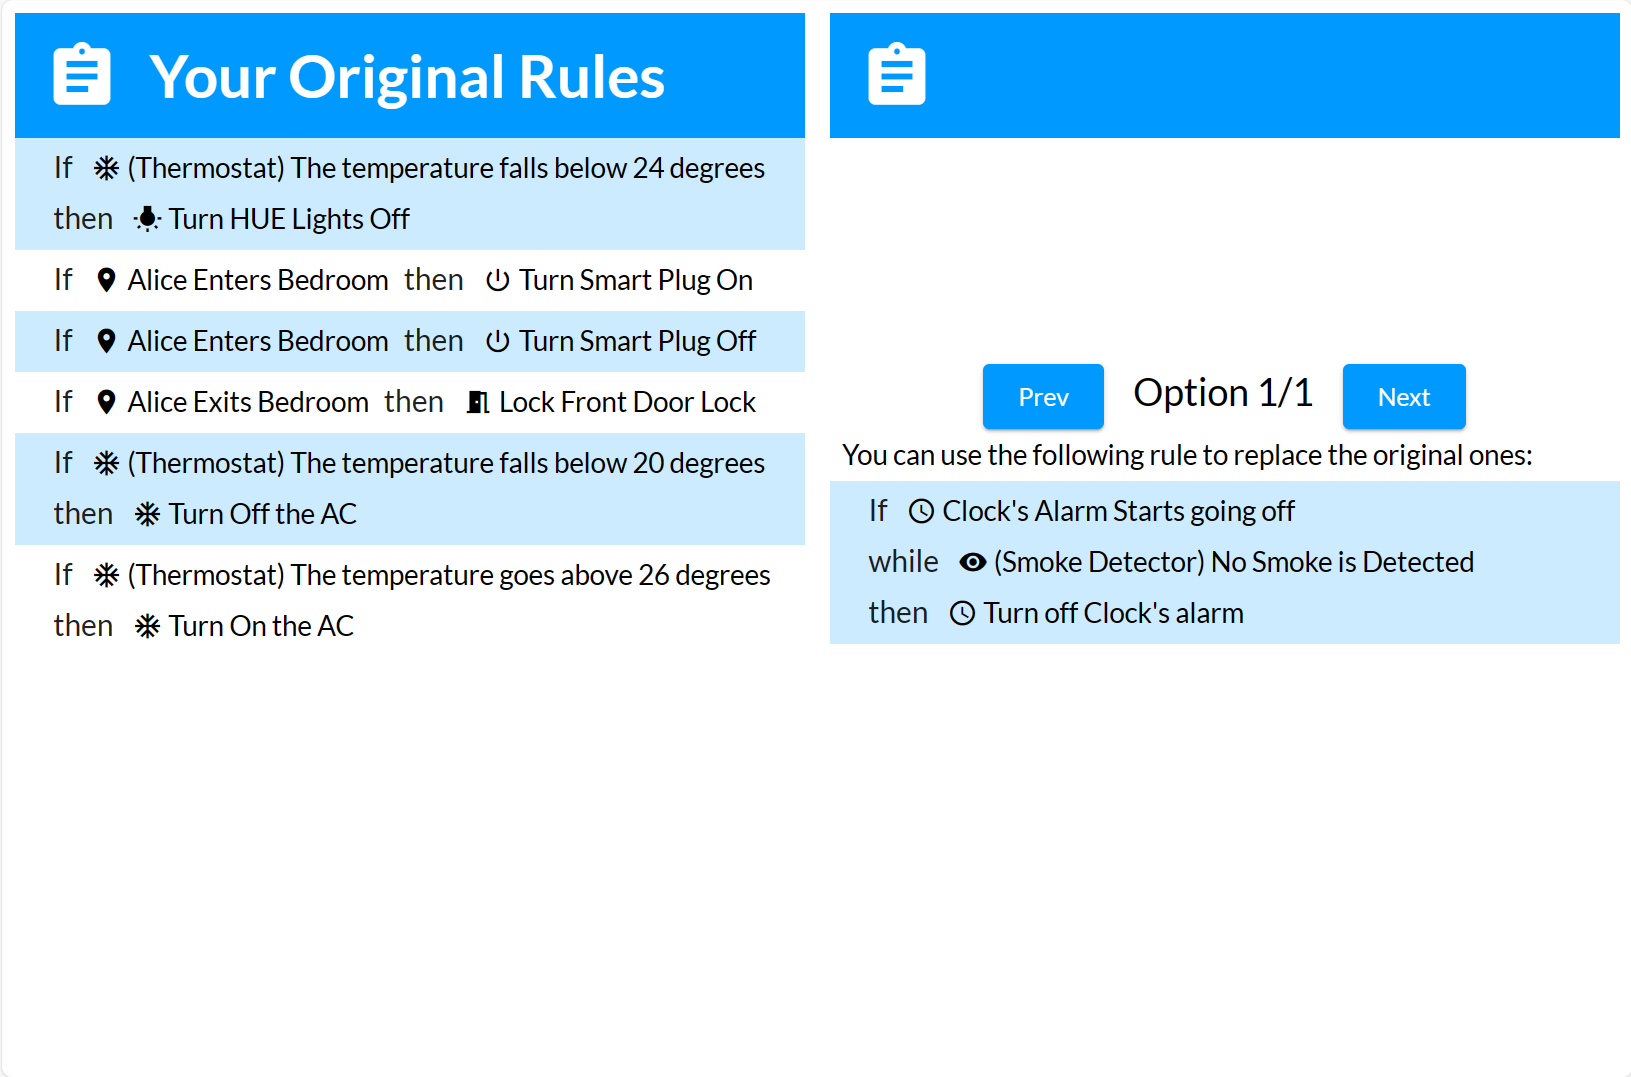 Your Original Rules
If (Thermostat) The temperature falls below 24 degrees
then Turn HUE Lights Off
If Alice Enters Bedroom then Turn Smart Plug On
If Alice Enters Bedroom then Turn Smart Plug Off
If Alice Exits Bedroom then Lock Front Door Lock
If (Thermostat) The temperature falls below 20 degrees
then Turn Off the AC
If (Thermostat) The temperature goes above 26 degrees
then Turn On the AC
Prev Option 1/1 Next
You can use the following rule to replace the original ones:
If Clock's Alarm Starts going off
while (Smoke Detector) No Smoke is Detected
then Turn off Clock's alarm